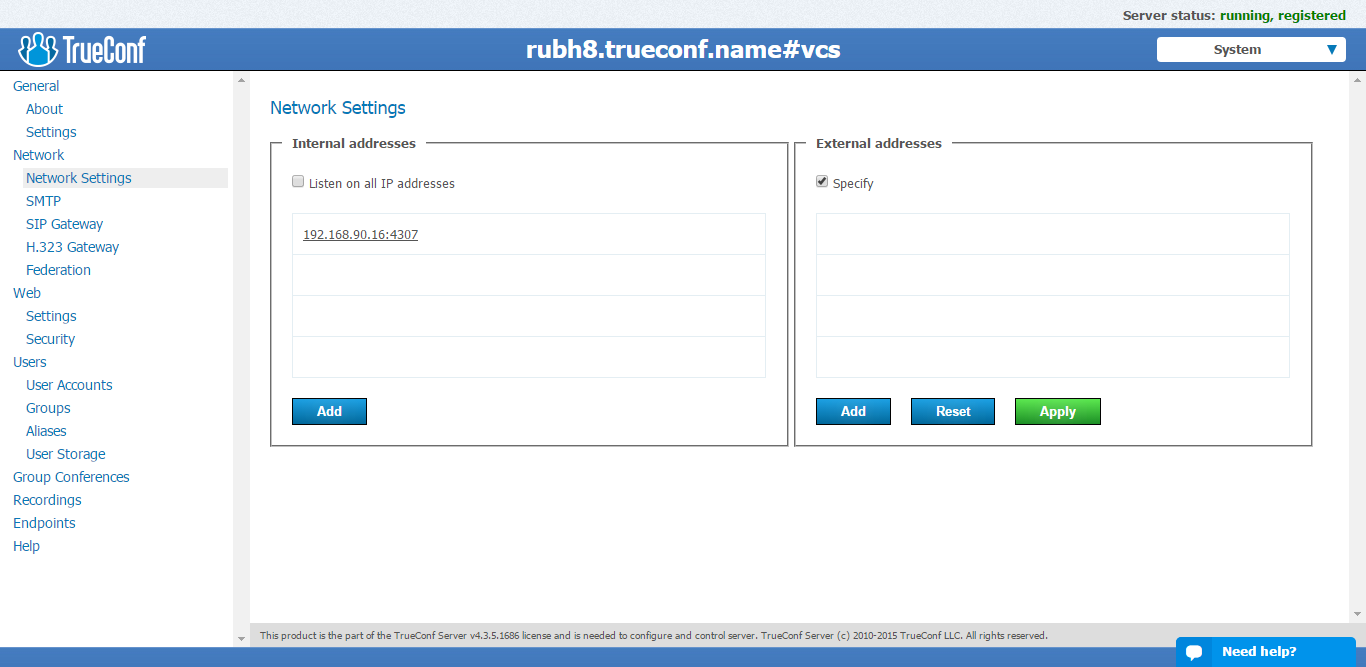 Server status: running, registered
TrueConf
rubh8.trueconf.name#vcs
System
General
About
Settings
Network
Network Settings
SMTP
SIP Gateway
H.323 Gateway
Federation
Web
Settings
Security
Users
User Accounts
Groups
Aliases
User Storage
Group Conferences
Recordings
Endpoints
Help
Network Settings
Internal addresses
Listen on all IP addresses
192.168.90.16:4307
Add
External addresses
Specify
Add Reset Apply
This product is the part of the TrueConf Server v4.3.5.1686 license and is needed to configure and control server. TrueConf Server (c) 2010-2015 TrueConf LLC. All rights reserved.
Need help?